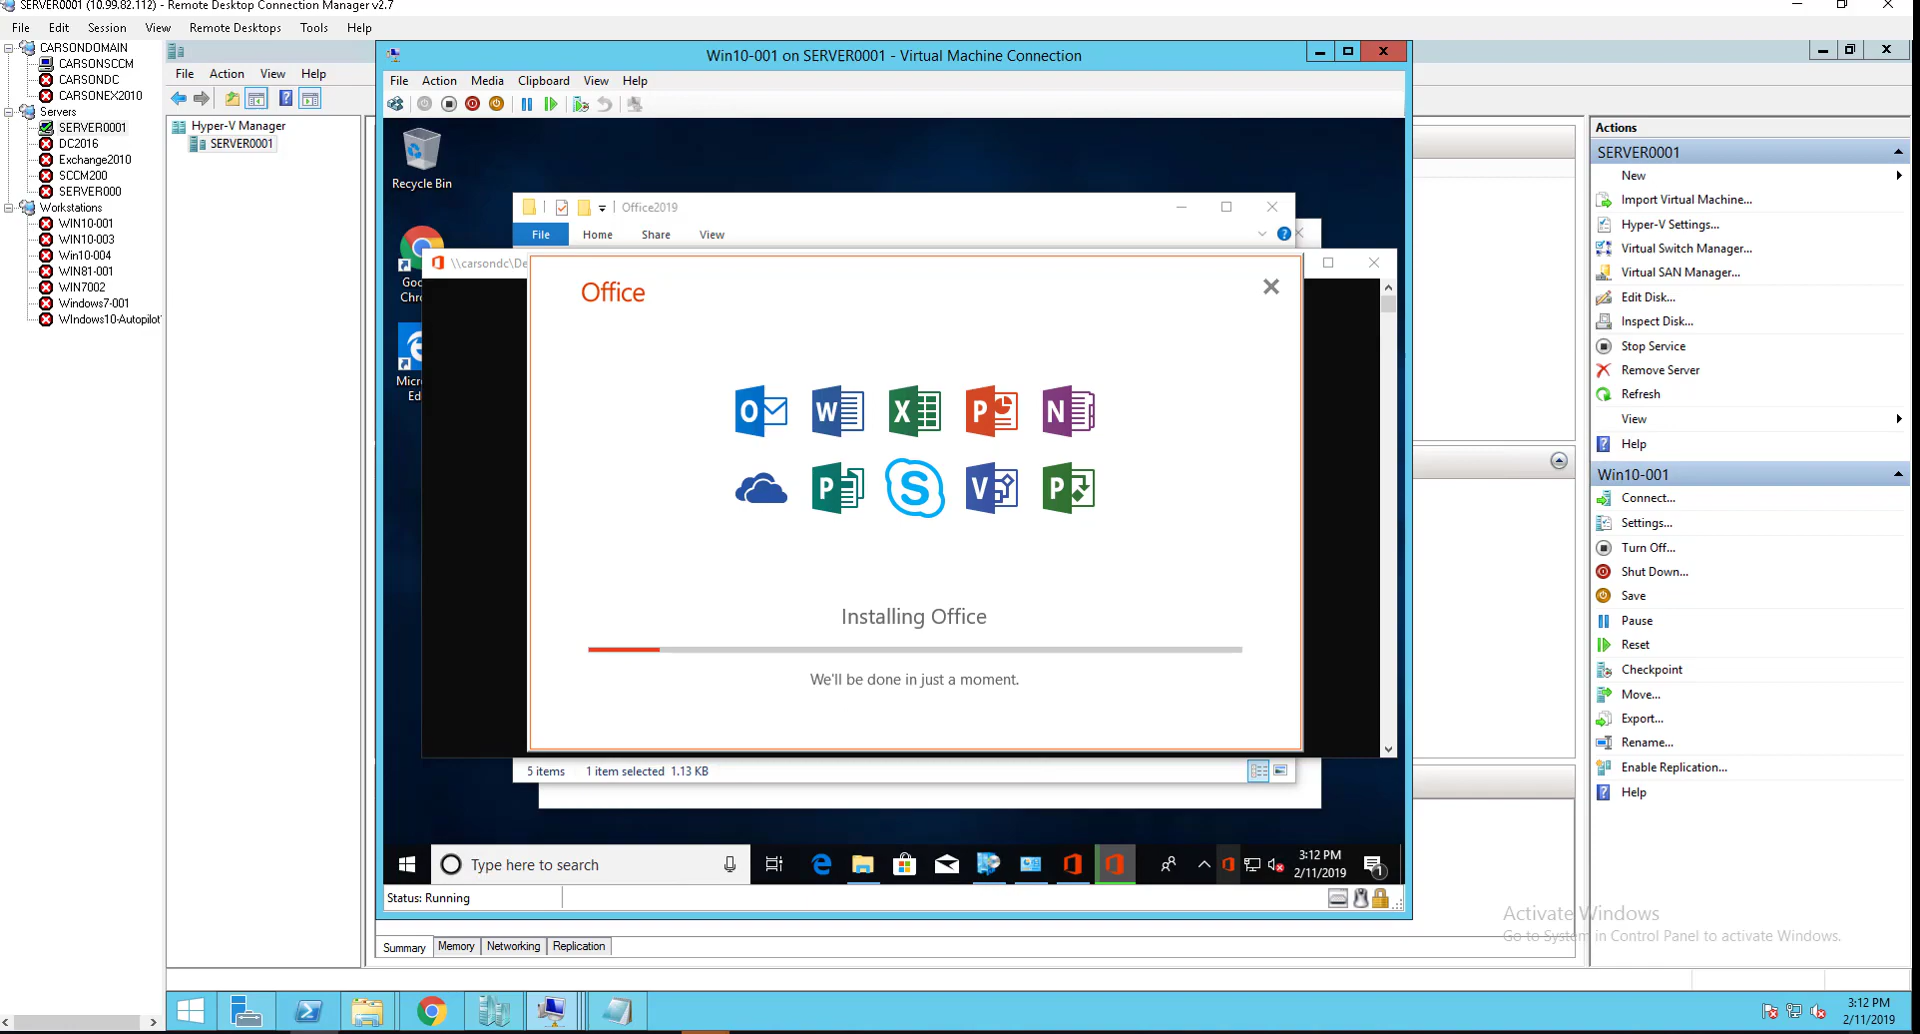 SERVER0001 (10.99.82.112) - Remote Desktop Connection Manager v2.7
File Edit Session View Remote Desktops Tools Help
CARSONDOMAIN
CARSONSCCM
CARSONDC
CARSONEX2010
Servers
SERVER0001
DC2016
Exchange2010
SCCM200
SERVER000
Workstations
WIN10-001
WIN10-003
Win10-004
WIN81-001
WIN7002
Windows7-001
WIndows10-Autopilot
File Action View Help
Hyper-V Manager
SERVER0001
Win10-001 on SERVER0001 - Virtual Machine Connection
File Action Media Clipboard View Help
Recycle Bin
Office2019
File Home Share View
\\carsondc\De
Goo
Chro
Micro
Ed
Office
Installing Office
We'll be done in just a moment.
5 items 1 item selected 1.13 KB
Type here to search
3:12 PM
2/11/2019
1
Status: Running
Summary Memory Networking Replication
Actions
SERVER0001
New
Import Virtual Machine...
Hyper-V Settings...
Virtual Switch Manager...
Virtual SAN Manager...
Edit Disk...
Inspect Disk...
Stop Service
Remove Server
Refresh
View
Help
Win10-001
Connect...
Settings...
Turn Off...
Shut Down...
Save
Pause
Reset
Checkpoint
Move...
Export...
Rename...
Enable Replication...
Help
Activate Windows
Go to System in Control Panel to activate Windows.
3:12 PM
2/11/2019